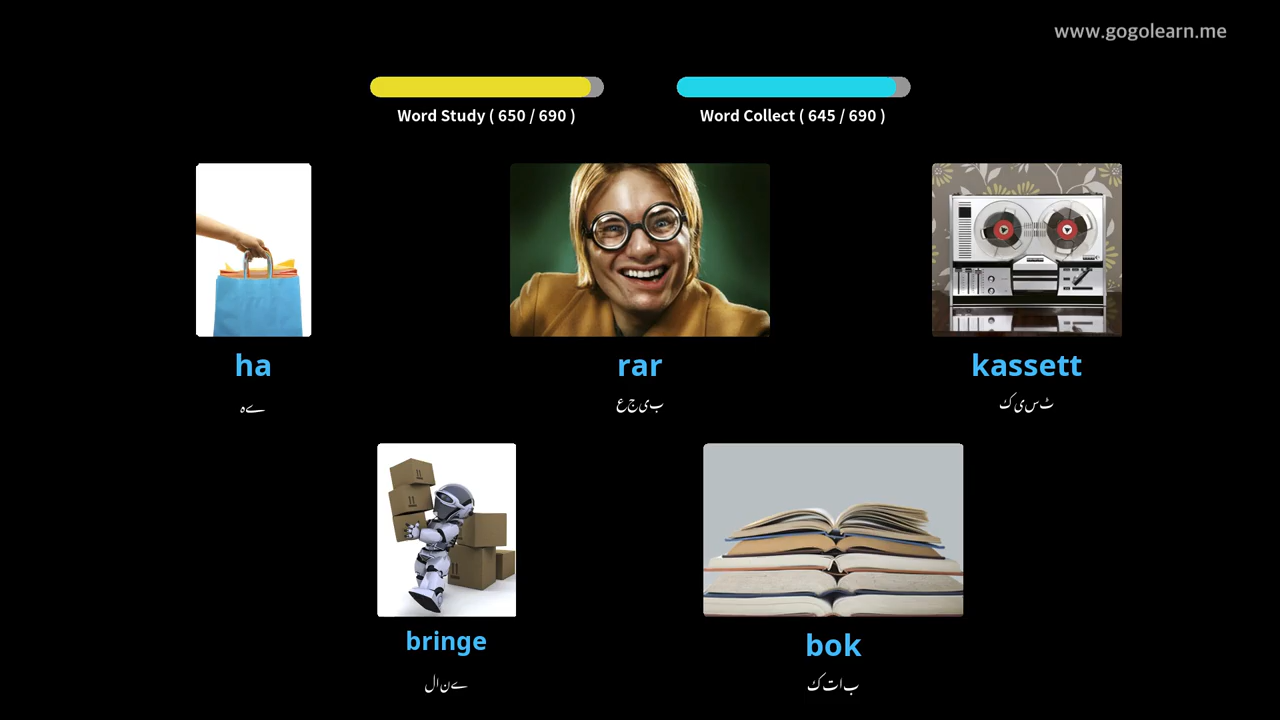 www.gogolearn.me
Word Study ( 650 / 690 )
Word Collect ( 645 / 690 )
ha
rar
kassett
ےہ
بیجع
ٹسیک
bringe
bok
ےنال
باتک